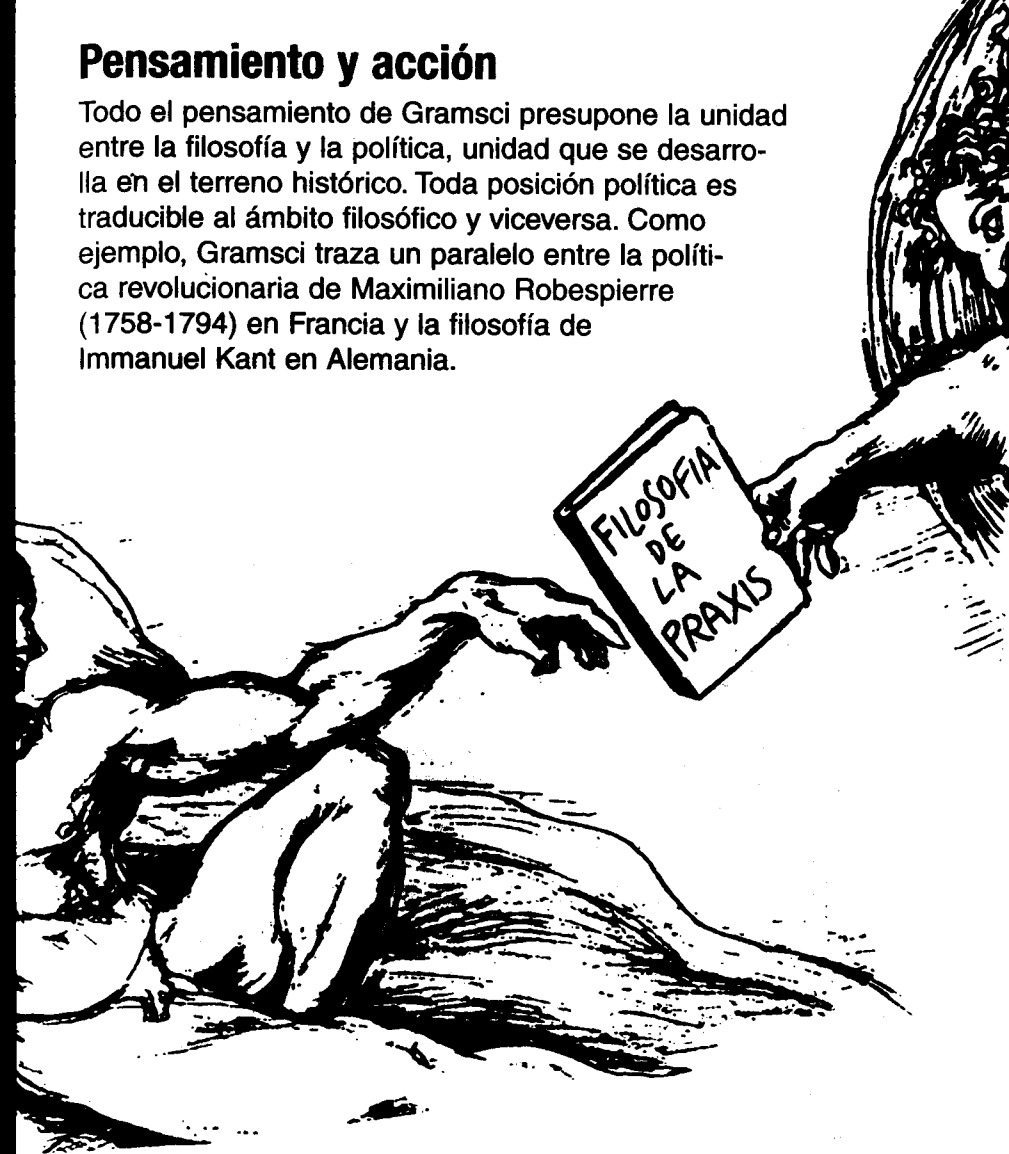 Pensamiento y acción
Todo el pensamiento de Gramsci presupone la unidad
entre la filosofía y la política, unidad que se desarro-
lla en el terreno histórico. Toda posición política es
traducible al ámbito filosófico y viceversa. Como
ejemplo, Gramsci traza un paralelo entre la políti-
ca revolucionaria de Maximiliano Robespierre
(1758-1794) en Francia y la filosofía de
Immanuel Kant en Alemania.
FILOSOFIA
DE
LA
PRAXIS